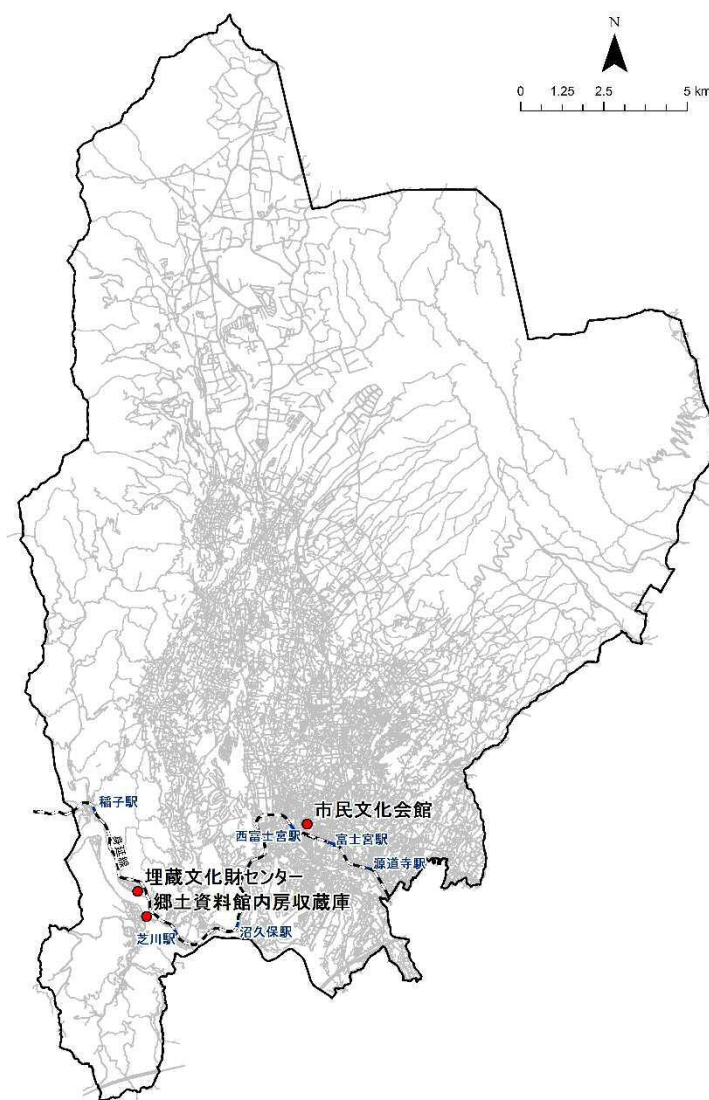 N
0 1.25 2.5 5 km
稲子駅
身延線
市民文化会館
西富士宮駅
富士宮駅
源道寺駅
埋蔵文化財センター
郷土資料館内房収蔵庫
芝川駅
沼久保駅